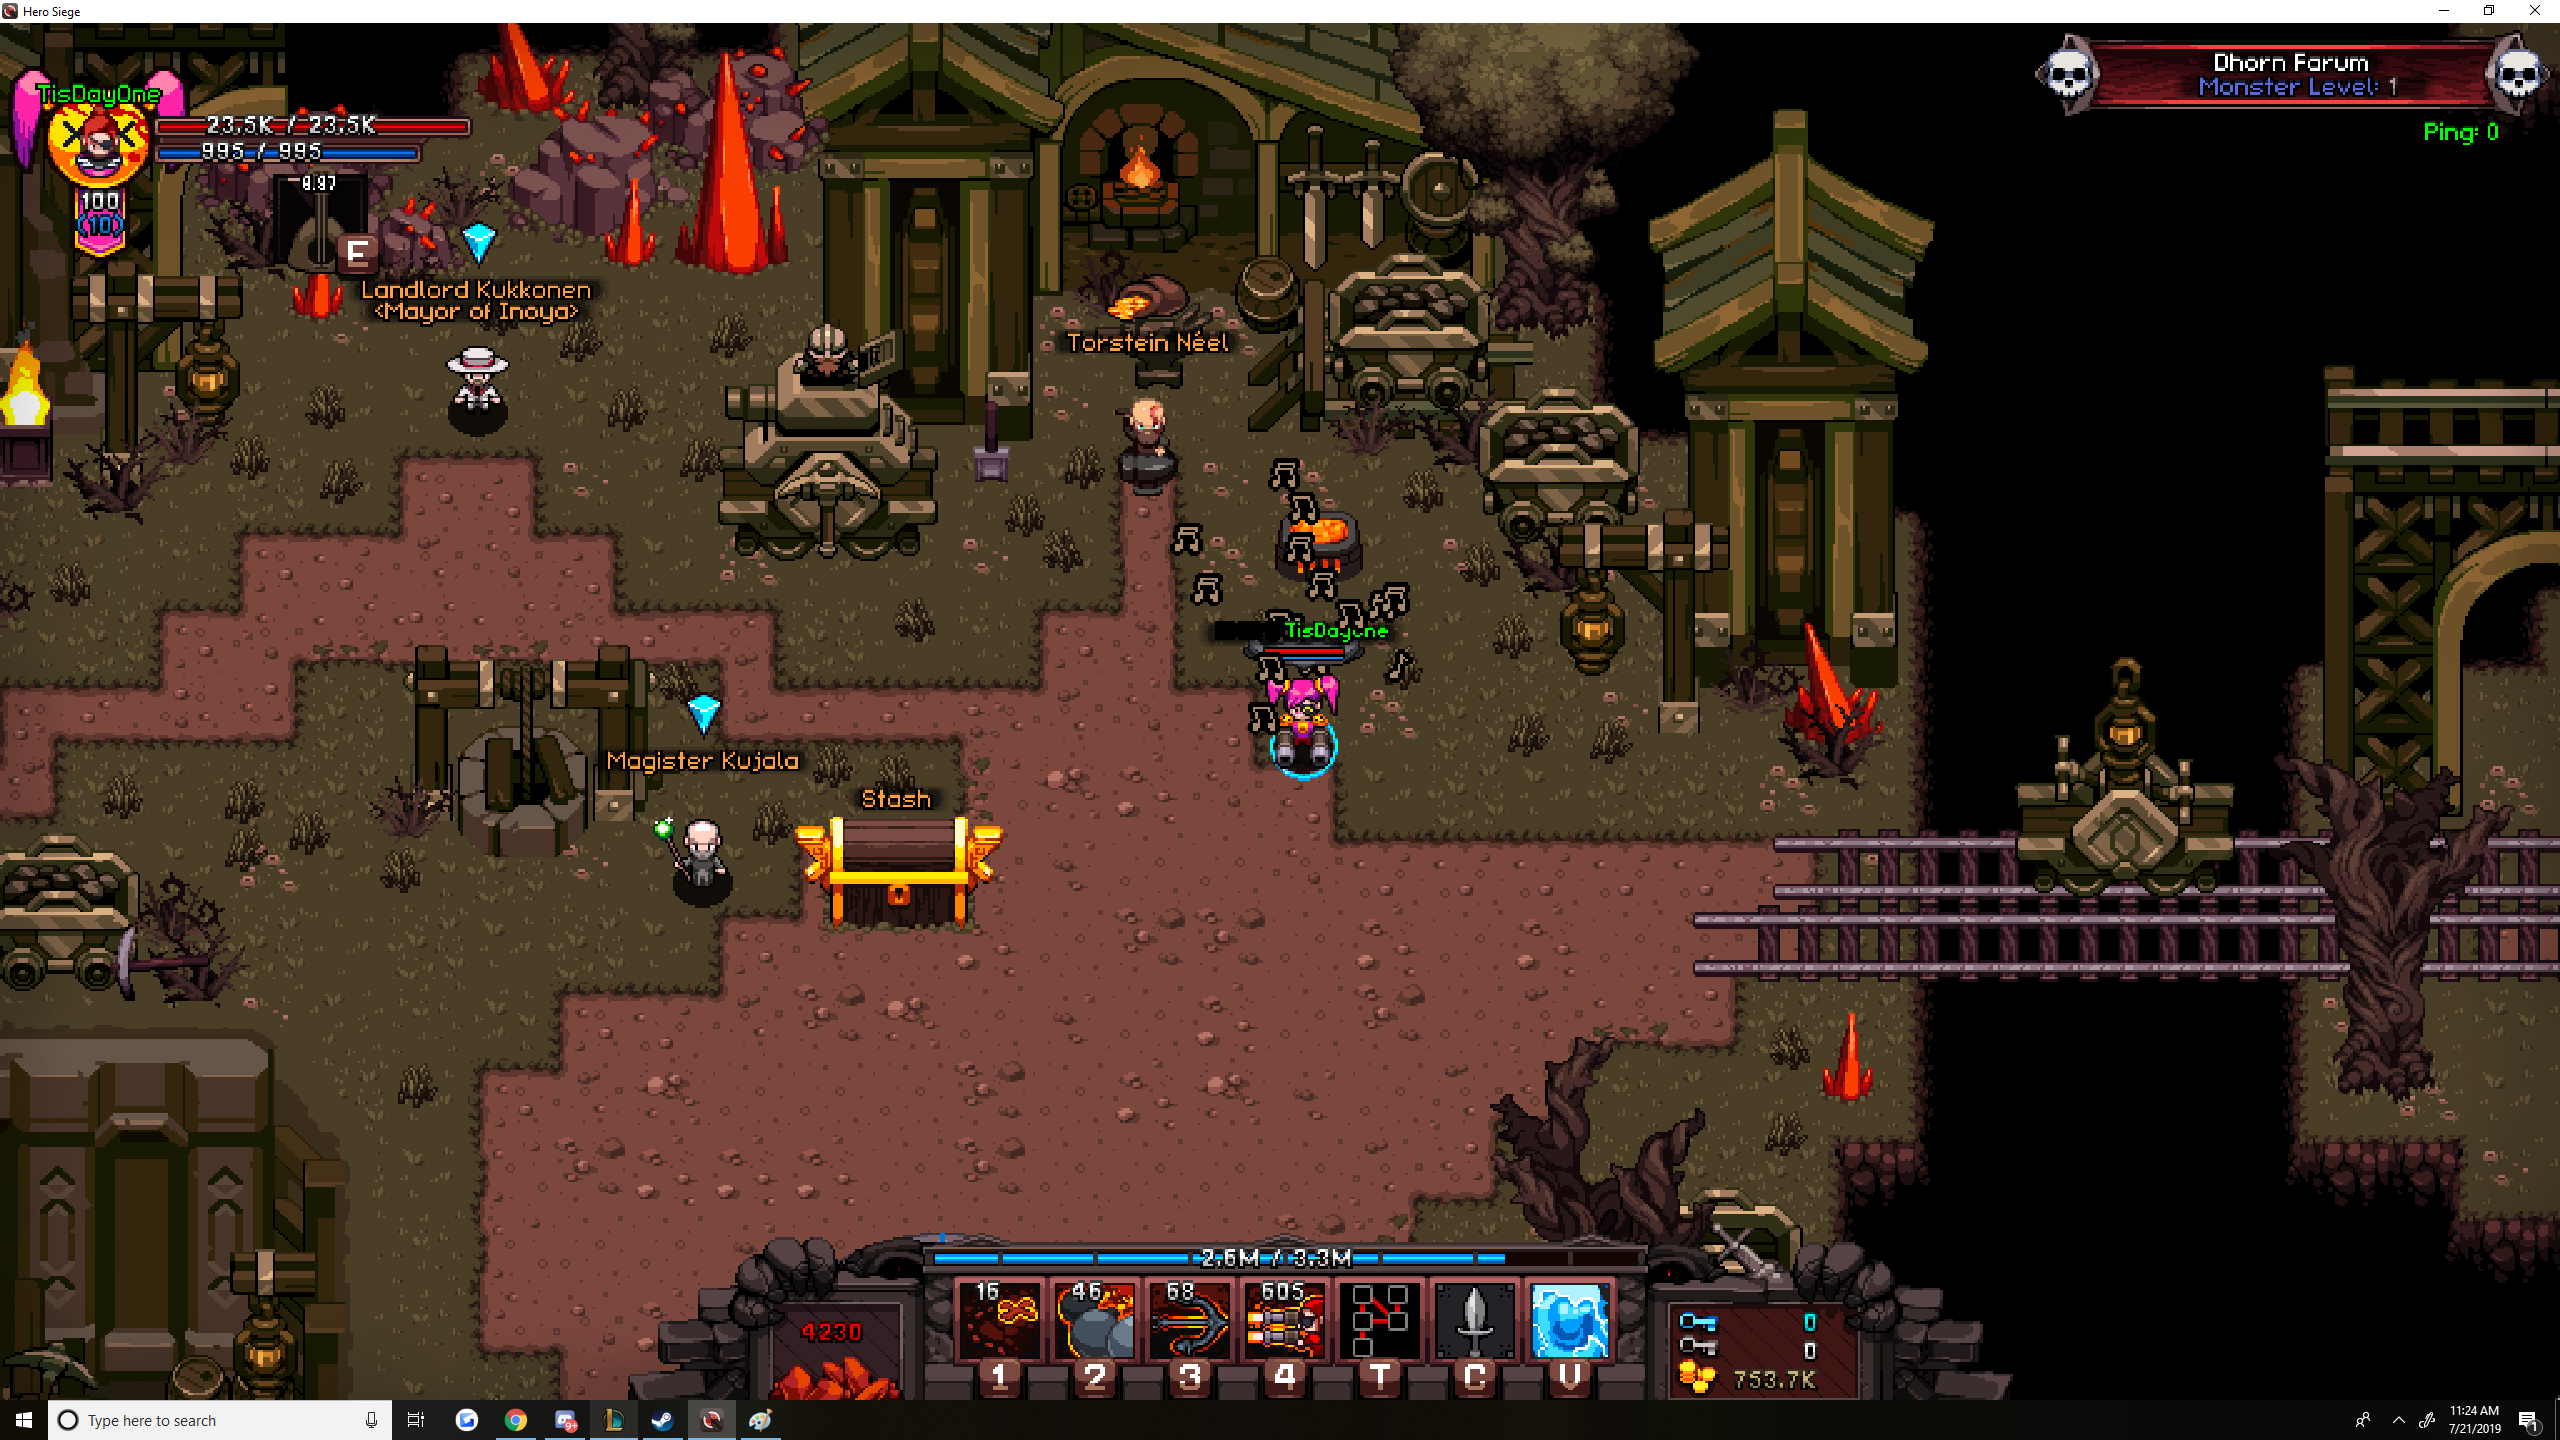 Hero Siege
TisDayOne
23.5K / 23.5K
995 / 995
100
(10)
E
Landlord Kukkonen
<Mayor of Inoya>
Dhorn Farum
Monster Level: 1
Ping: 0
Torstein Néel
TisDayOne
Magister Kujala
Stash
2.6M / 3.3M
16
46
68
605
1
2
3
4
T
C
V
4230
0
0
753.7K
Type here to search
9+
11:24 AM
7/21/2019
1